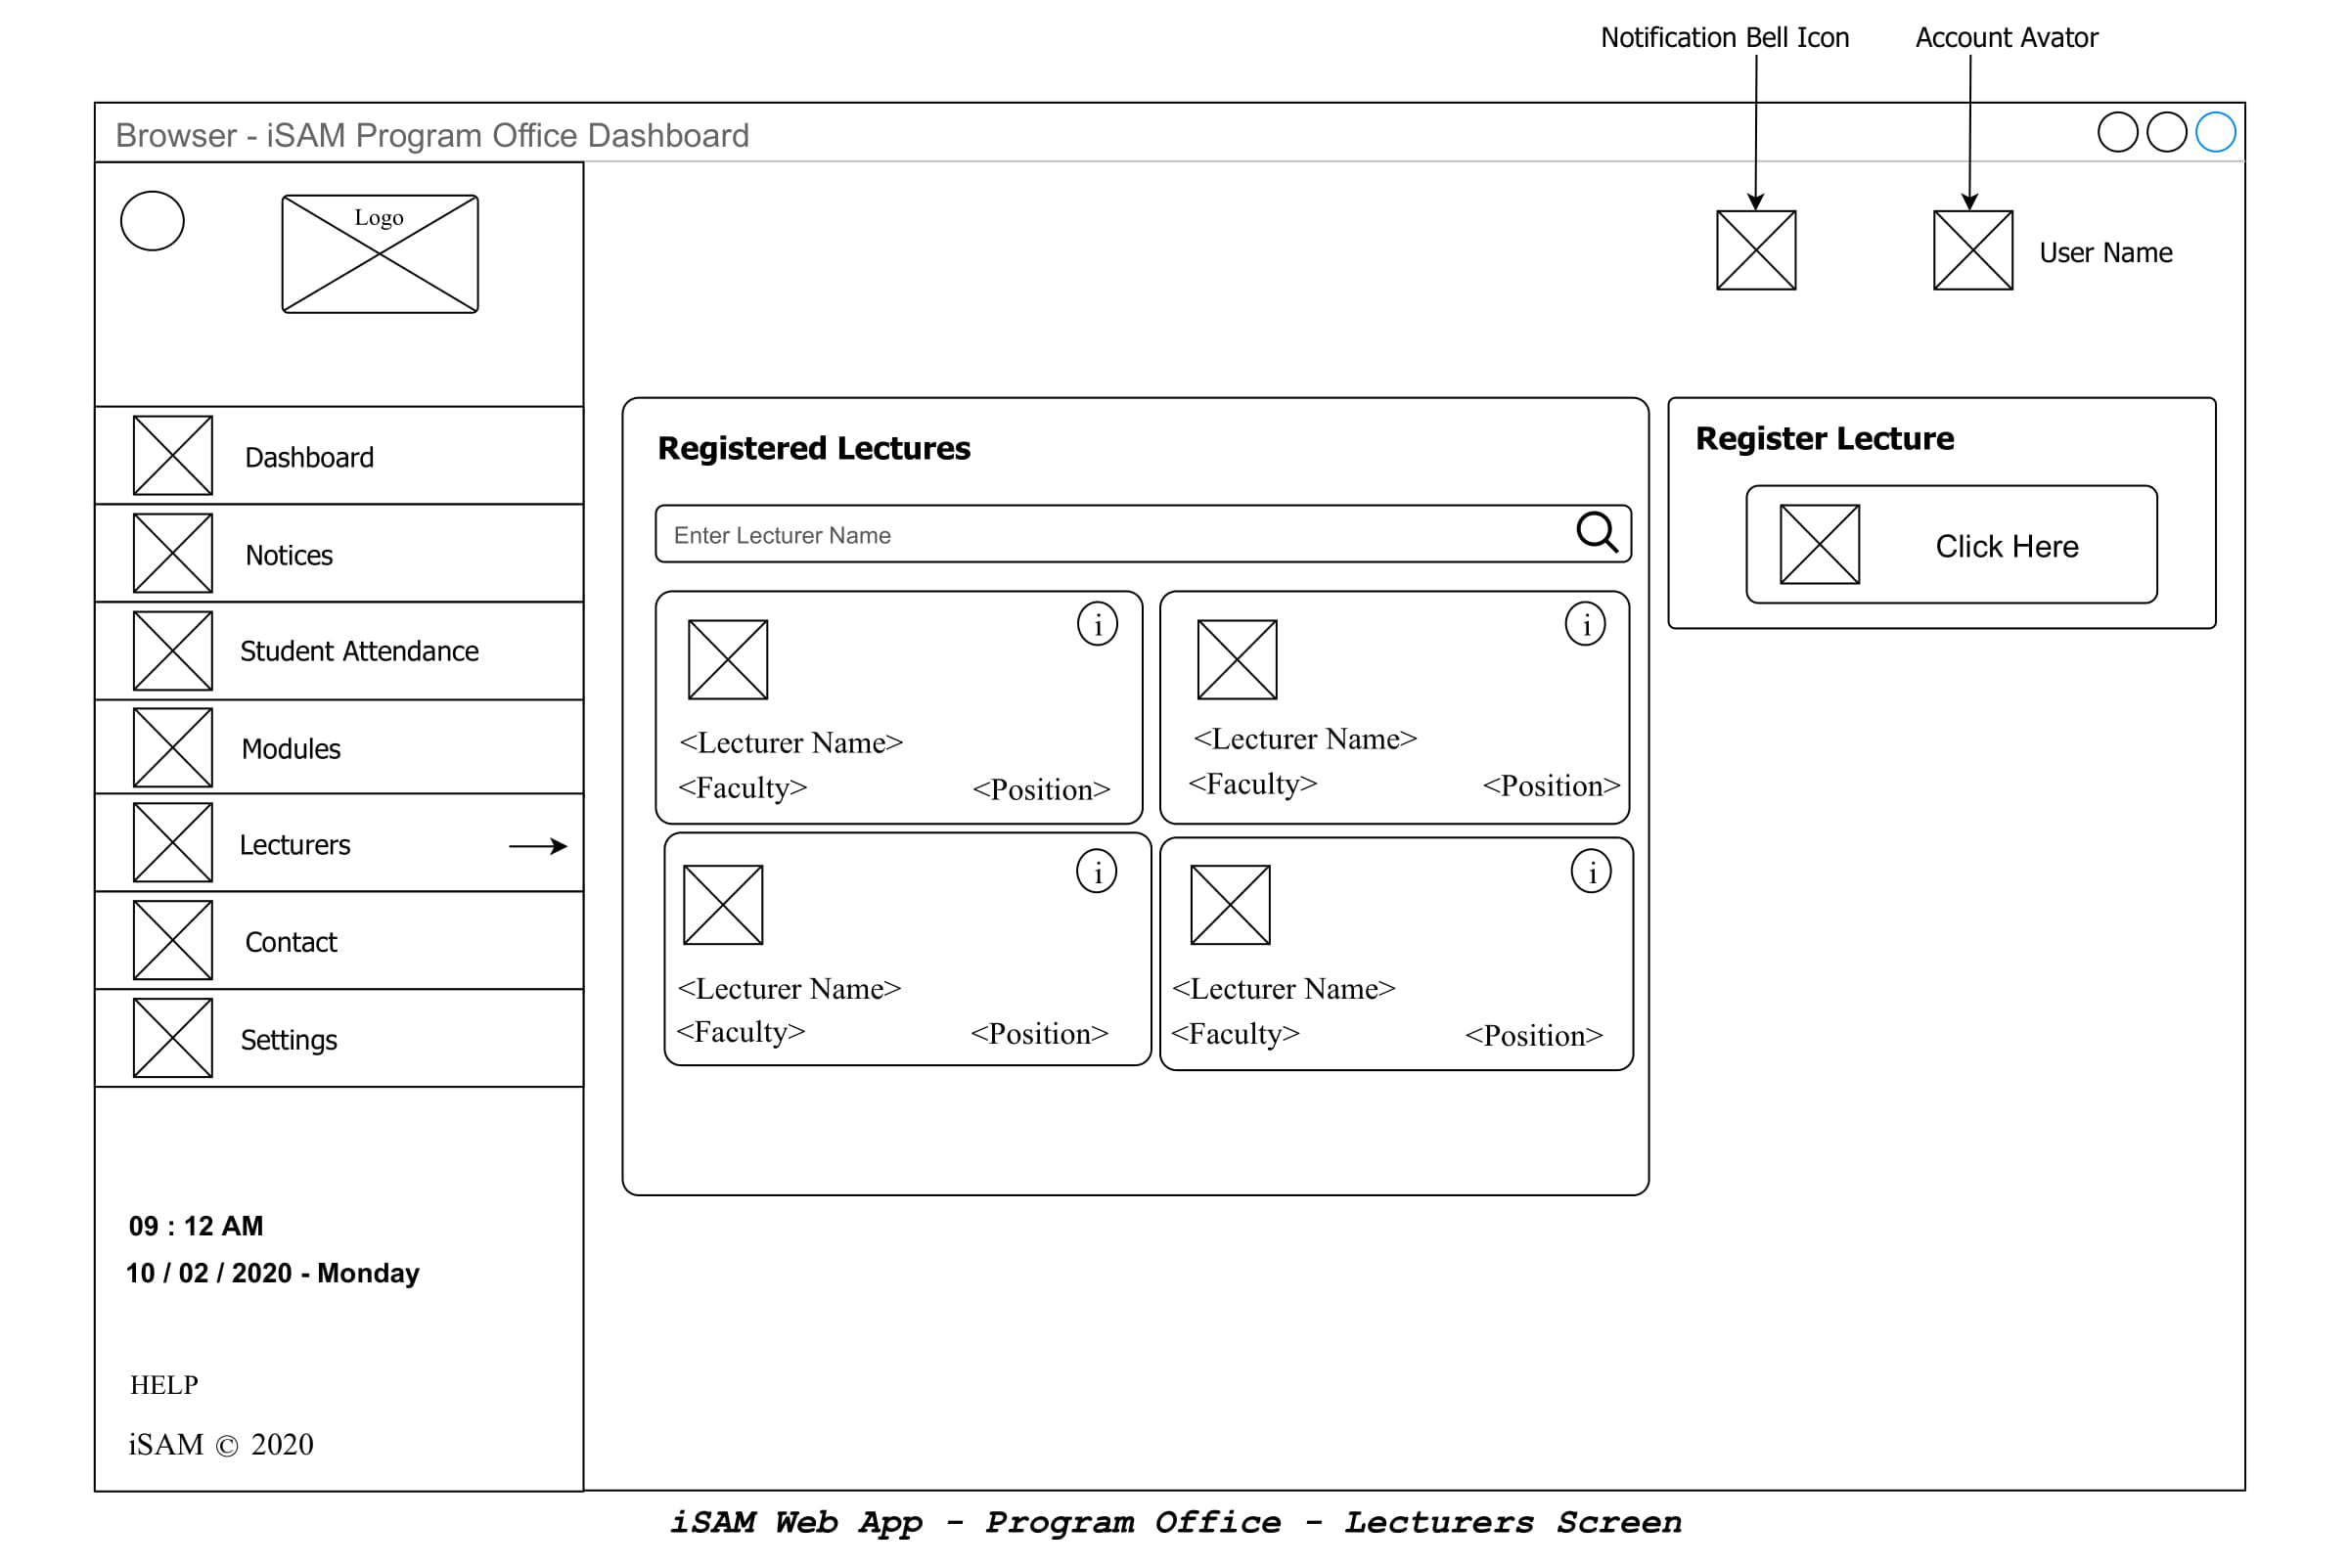 Notification Bell Icon
Account Avator
Browser - iSAM Program Office Dashboard
Logo
User Name
Dashboard
Notices
Student Attendance
Modules
Lecturers
Contact
Settings
09 : 12 AM
10 / 02 / 2020 - Monday
HELP
iSAM © 2020
Registered Lectures
Enter Lecturer Name
i
<Lecturer Name>
<Faculty> <Position>
i
<Lecturer Name>
<Faculty> <Position>
i
<Lecturer Name>
<Faculty> <Position>
i
<Lecturer Name>
<Faculty> <Position>
Register Lecture
Click Here
iSAM Web App - Program Office - Lecturers Screen